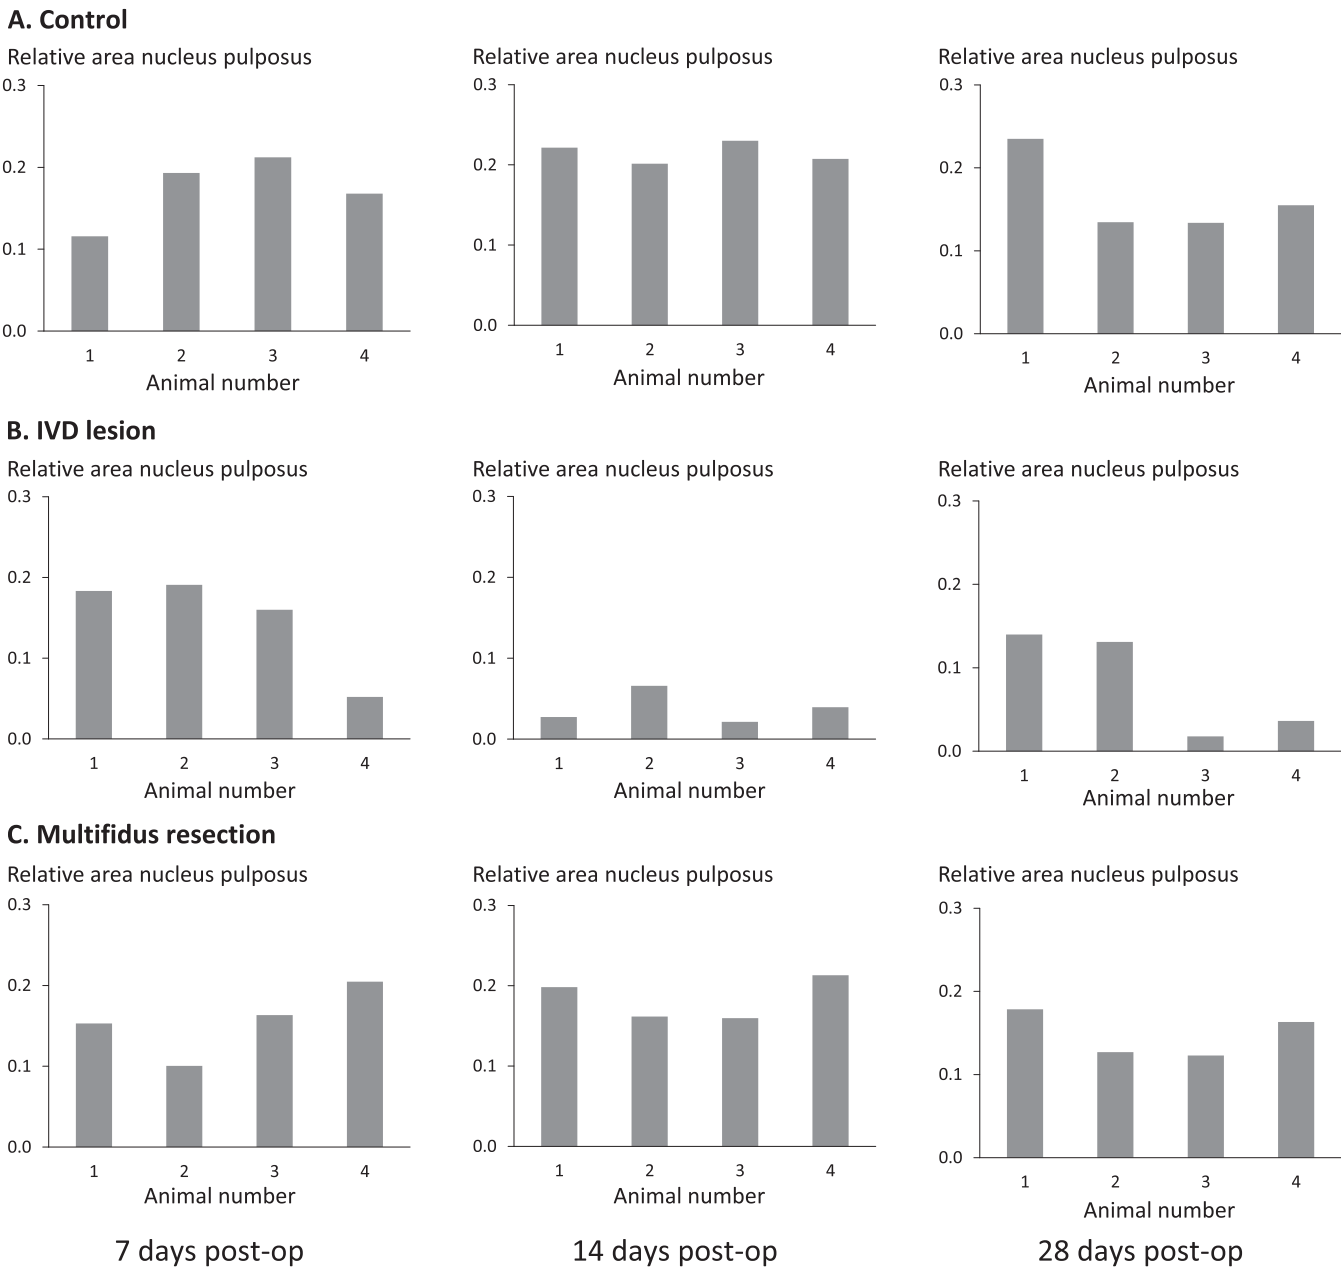 A. Control
Relative area nucleus pulposus
0.3
0.2
0.1
0.0
1 2 3 4
Animal number
Relative area nucleus pulposus
0.3
0.2
0.1
0.0
1 2 3 4
Animal number
Relative area nucleus pulposus
0.3
0.2
0.1
0.0
1 2 3 4
Animal number
B. IVD lesion
Relative area nucleus pulposus
0.3
0.2
0.1
0.0
1 2 3 4
Animal number
Relative area nucleus pulposus
0.3
0.2
0.1
0.0
1 2 3 4
Animal number
Relative area nucleus pulposus
0.3
0.2
0.1
0.0
1 2 3 4
Animal number
C. Multifidus resection
Relative area nucleus pulposus
0.3
0.2
0.1
0.0
1 2 3 4
Animal number
Relative area nucleus pulposus
0.3
0.2
0.1
0.0
1 2 3 4
Animal number
Relative area nucleus pulposus
0.3
0.2
0.1
0.0
1 2 3 4
Animal number
7 days post-op
14 days post-op
28 days post-op